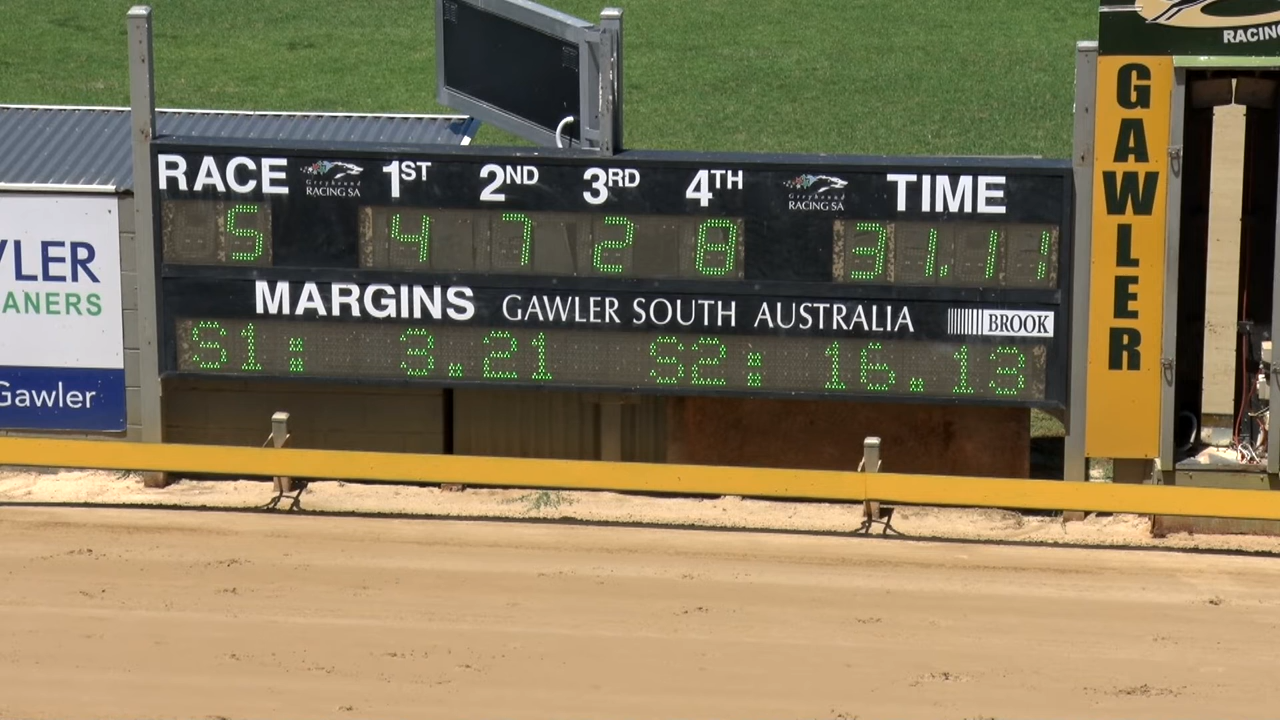 RACING
GAWLER
RACE 1ST 2ND 3RD 4TH TIME
Greyhound RACING SA
Greyhound RACING SA
5 4 7 2 8 31.11
MARGINS GAWLER SOUTH AUSTRALIA BROOK
S1: 3.21 S2: 16.13
WLER
ANERS
Gawler